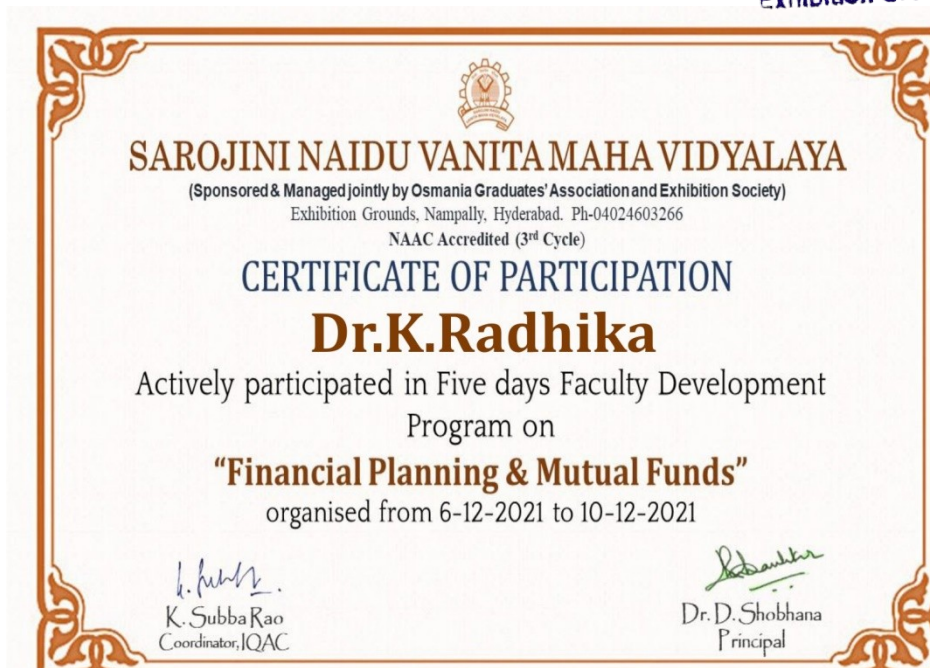 Exhibition
SAROJINI NAIDU VANITA MAHA VIDYALAYA
(Sponsored & Managed jointly by Osmania Graduates' Association and Exhibition Society)
Exhibition Grounds, Nampally, Hyderabad. Ph-04024603266
NAAC Accredited (3rd Cycle)
CERTIFICATE OF PARTICIPATION
Dr.K.Radhika
Actively participated in Five days Faculty Development
Program on
“Financial Planning & Mutual Funds”
organised from 6-12-2021 to 10-12-2021
K. Subba Rao
Coordinator,IQAC
Dr. D. Shobhana
Principal